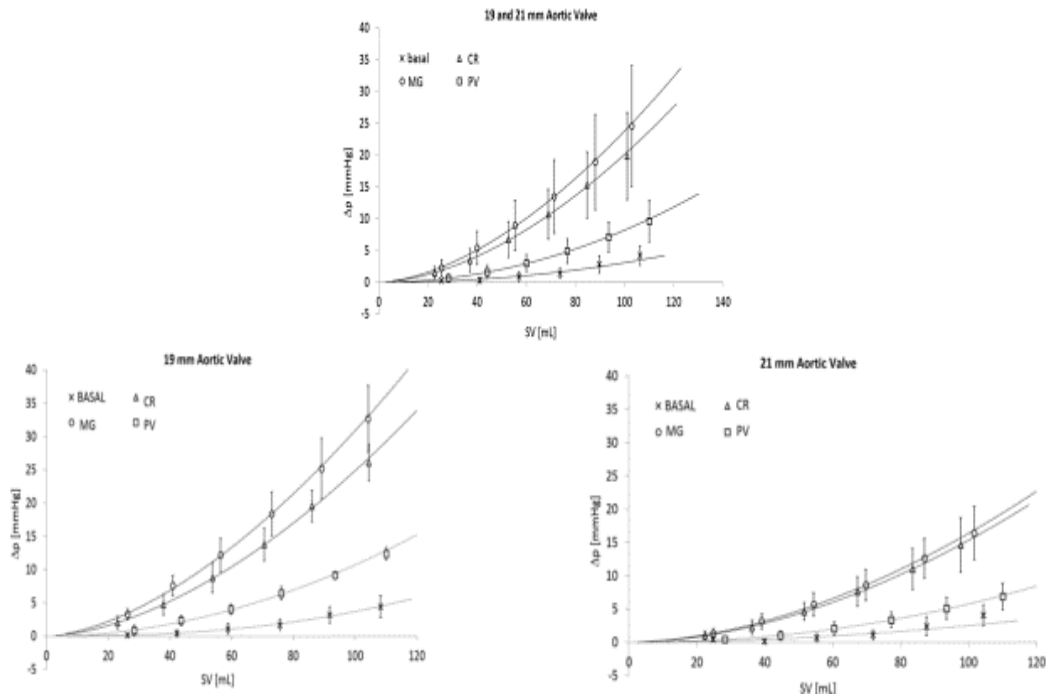 19 and 21 mm Aortic Valve
40
35
30
25
20
15
10
5
0
-5
basal
CR
MG
PV
Δp [mmHg]
0 20 40 60 80 100 120 140
SV [mL]
19 mm Aortic Valve
40
35
30
25
20
15
10
5
0
-5
BASAL
CR
MG
PV
Δp [mmHg]
0 20 40 60 80 100 120
SV [mL]
21 mm Aortic Valve
40
35
30
25
20
15
10
5
0
-5
BASAL
CR
MG
PV
Δp [mmHg]
0 20 40 60 80 100 120
SV [mL]